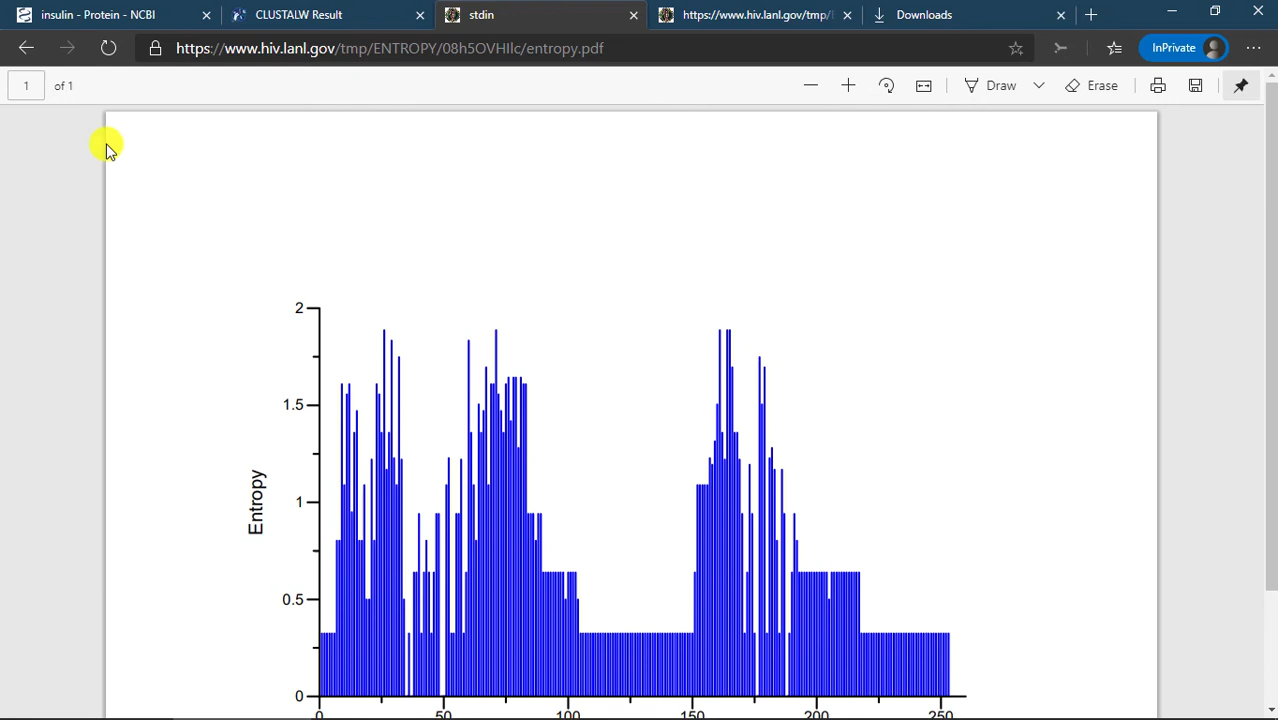 insulin - Protein - NCBI
CLUSTALW Result
stdin
https://www.hiv.lanl.gov/tmp/E
Downloads
https://www.hiv.lanl.gov/tmp/ENTROPY/08h5OVHIlc/entropy.pdf
InPrivate
1 of 1
Draw
Erase
2
1.5
1
0.5
0
Entropy
0 50 100 150 200 250